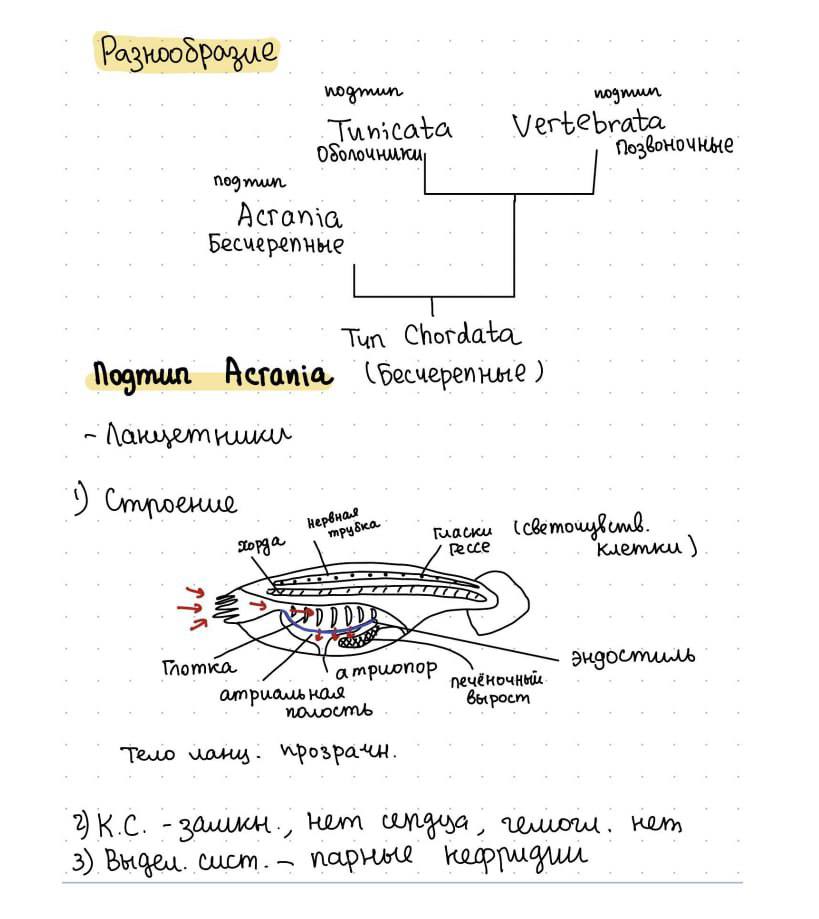 Разнообразие
подтип
подтип
Tunicata
Vertebrata
Оболочники
Позвоночные
подтип
Acrania
Бесчерепные
Тип Chordata
Подтип Acrania (Бесчерепные)
- Ланцетники
1) Строение
хорда
нервная
трубка
глазки
Гессе
(светочувств.
клетки)
Глотка
атриопор
эндостиль
атриальная
полость
печёночный
вырост
Тело ланц. прозрачн.
2) К.С. - замкн., нет сердца, гемогл. нет
3) Выдел. сист. - парные нефридии